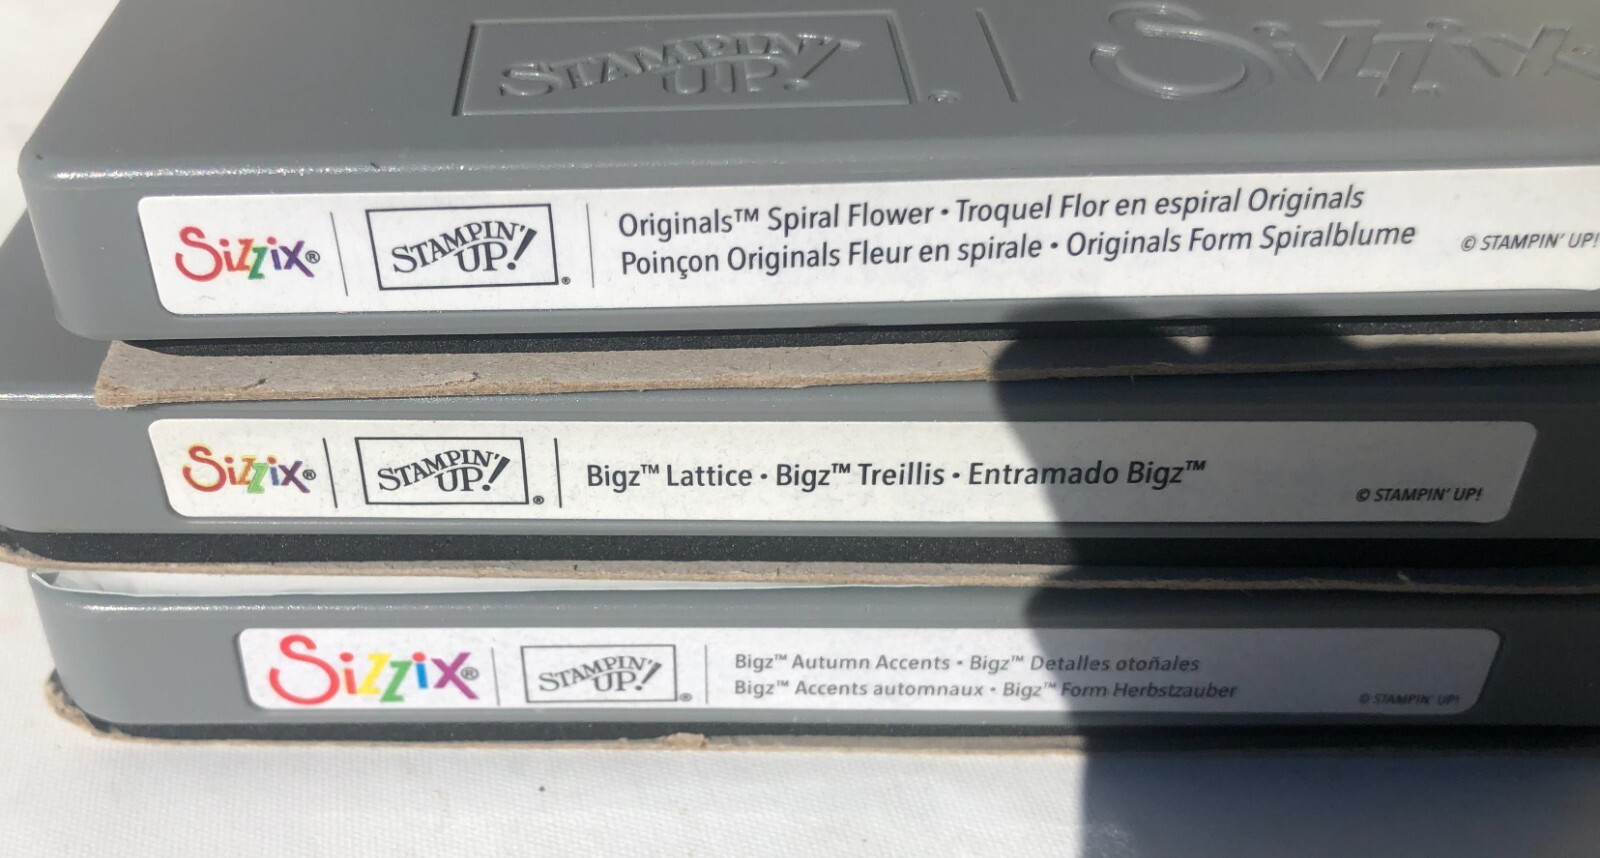 STAMPIN' UP!® Sizzix
Sizzix® STAMPIN' UP!® Originals™ Spiral Flower • Troquel Flor en espiral Originals
Poinçon Originals Fleur en spirale • Originals Form Spiralblume © STAMPIN' UP!
Sizzix® STAMPIN' UP!® Bigz™ Lattice • Bigz™ Treillis • Entramado Bigz™ © STAMPIN' UP!
Sizzix® STAMPIN' UP!® Bigz™ Autumn Accents • Bigz™ Detalles otoñales
Bigz™ Accents automnaux • Bigz™ Form Herbstzauber © STAMPIN' UP!